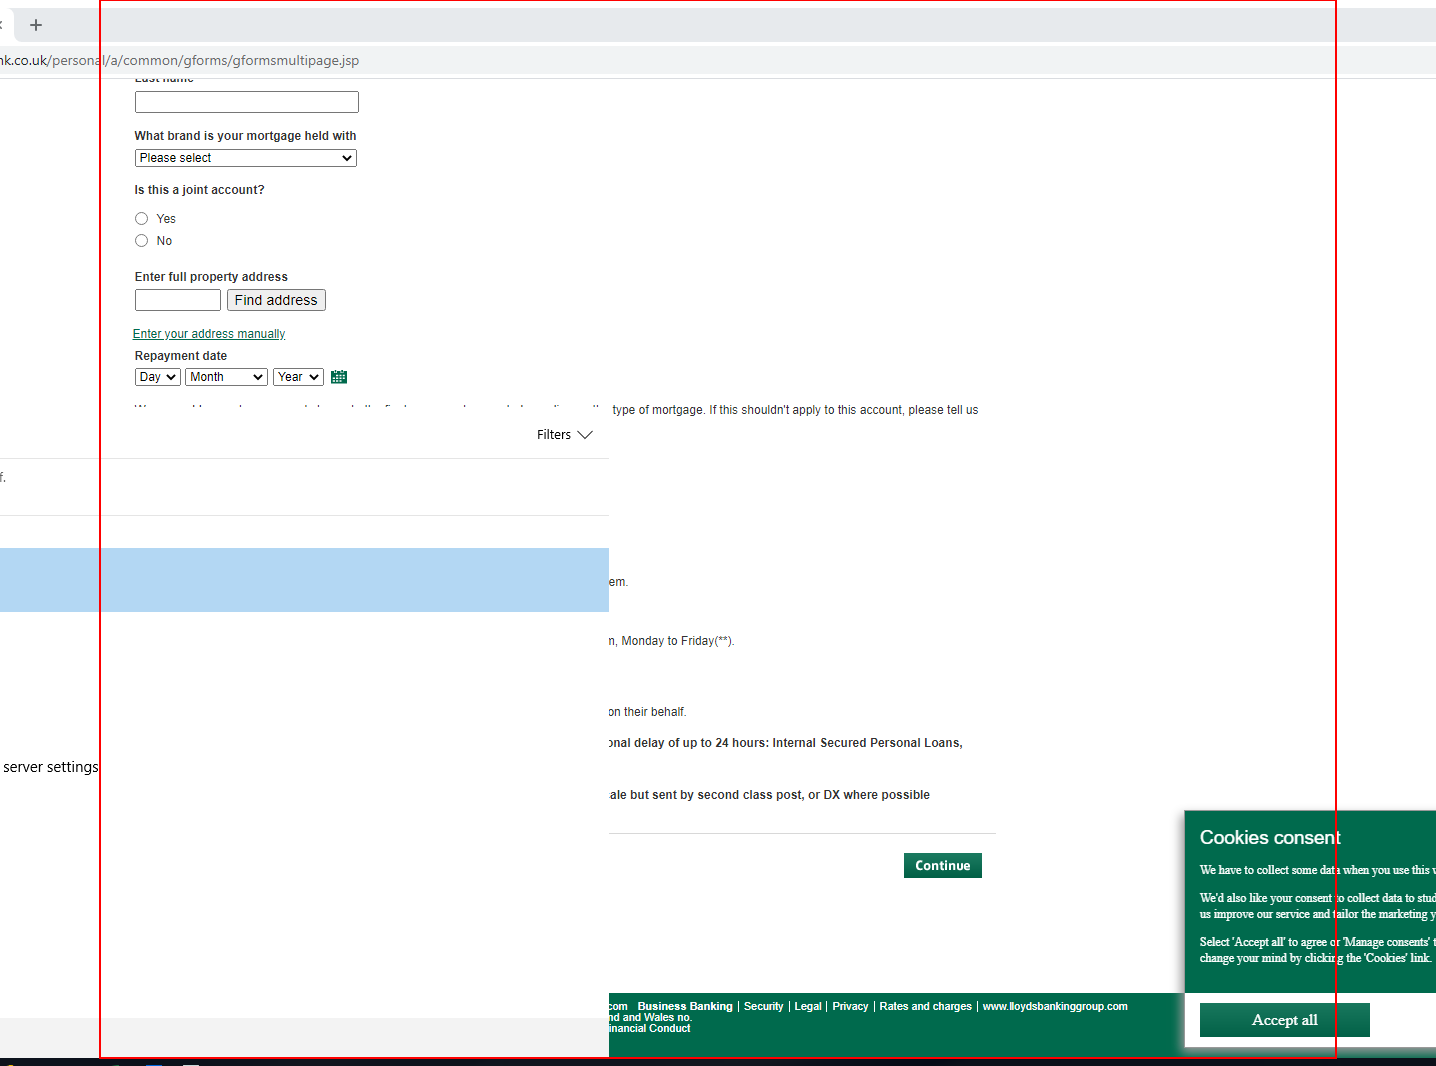 nk.co.uk/personal/a/common/gforms/gformsmultipage.jsp
Last name
What brand is your mortgage held with
Please select
Is this a joint account?
Yes
No
Enter full property address
Find address
Enter your address manually
Repayment date
Day Month Year
type of mortgage. If this shouldn't apply to this account, please tell us
Filters
f.
em.
m, Monday to Friday(**).
on their behalf.
onal delay of up to 24 hours: Internal Secured Personal Loans,
server settings
ale but sent by second class post, or DX where possible
Continue
Cookies consent
We have to collect some data when you use this w
We'd also like your consent to collect data to stud
us improve our service and tailor the marketing y
Select 'Accept all' to agree or 'Manage consents' t
change your mind by clicking the 'Cookies' link.
Accept all
com Business Banking | Security | Legal | Privacy | Rates and charges | www.lloydsbankinggroup.com
nd and Wales no.
inancial Conduct